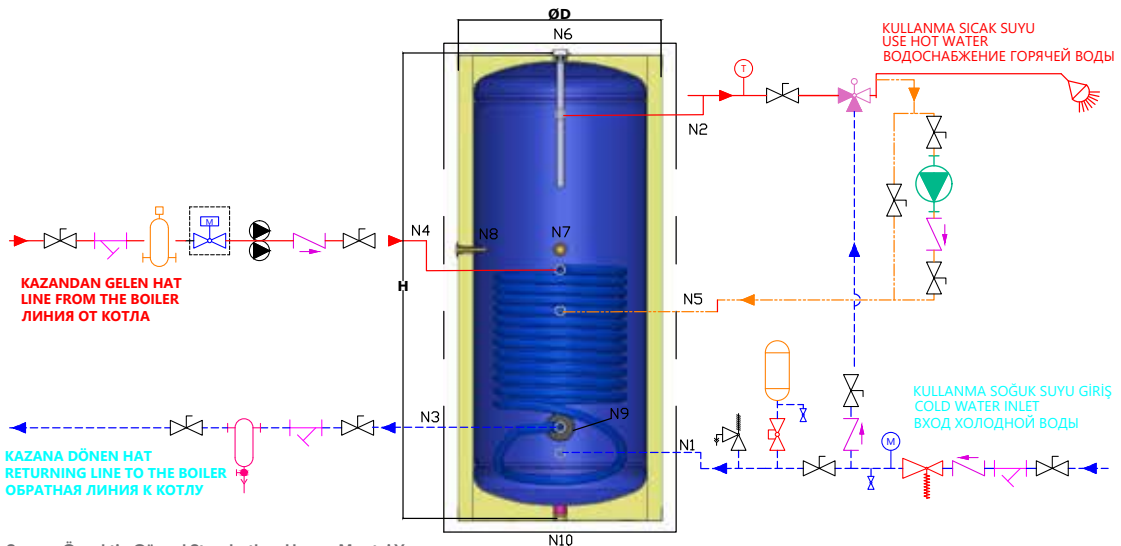 ØD
N6
KULLANMA SICAK SUYU
USE HOT WATER
ВОДОСНАБЖЕНИЕ ГОРЯЧЕЙ ВОДЫ
T
N2
M
N4
N8
N7
KAZANDAN GELEN HAT
LINE FROM THE BOILER
ЛИНИЯ ОТ КОТЛА
H
N5
KULLANMA SOĞUK SUYU GİRİŞ
COLD WATER INLET
ВХОД ХОЛОДНОЙ ВОДЫ
N3
N9
N1
M
KAZANA DÖNEN HAT
RETURNING LINE TO THE BOILER
ОБРАТНАЯ ЛИНИЯ К КОТЛУ
N10